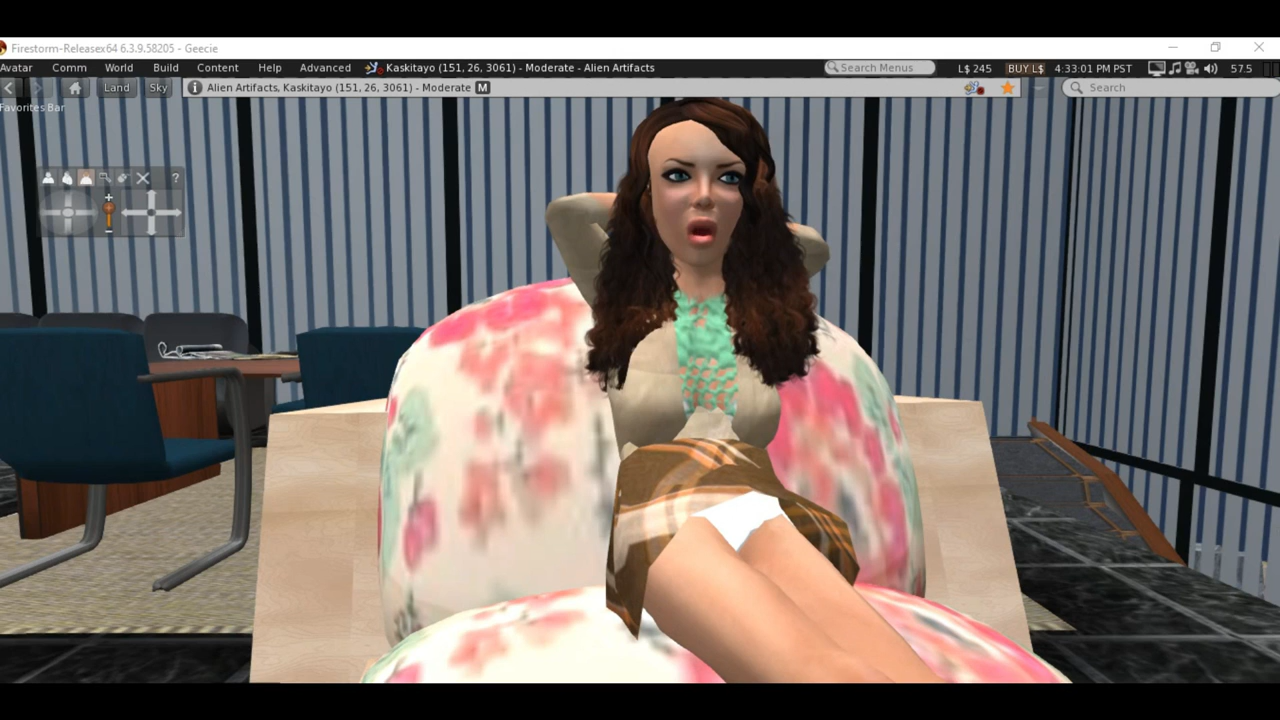 Firestorm-Releasex64 6.3.9.58205 - Geecie
Avatar Comm World Build Content Help Advanced Kaskitayo (151, 26, 3061) - Moderate - Alien Artifacts Search Menus L$ 245 BUY L$ 4:33:01 PM PST 57.5
Land Sky Alien Artifacts, Kaskitayo (151, 26, 3061) - Moderate M Search
Favorites Bar
?